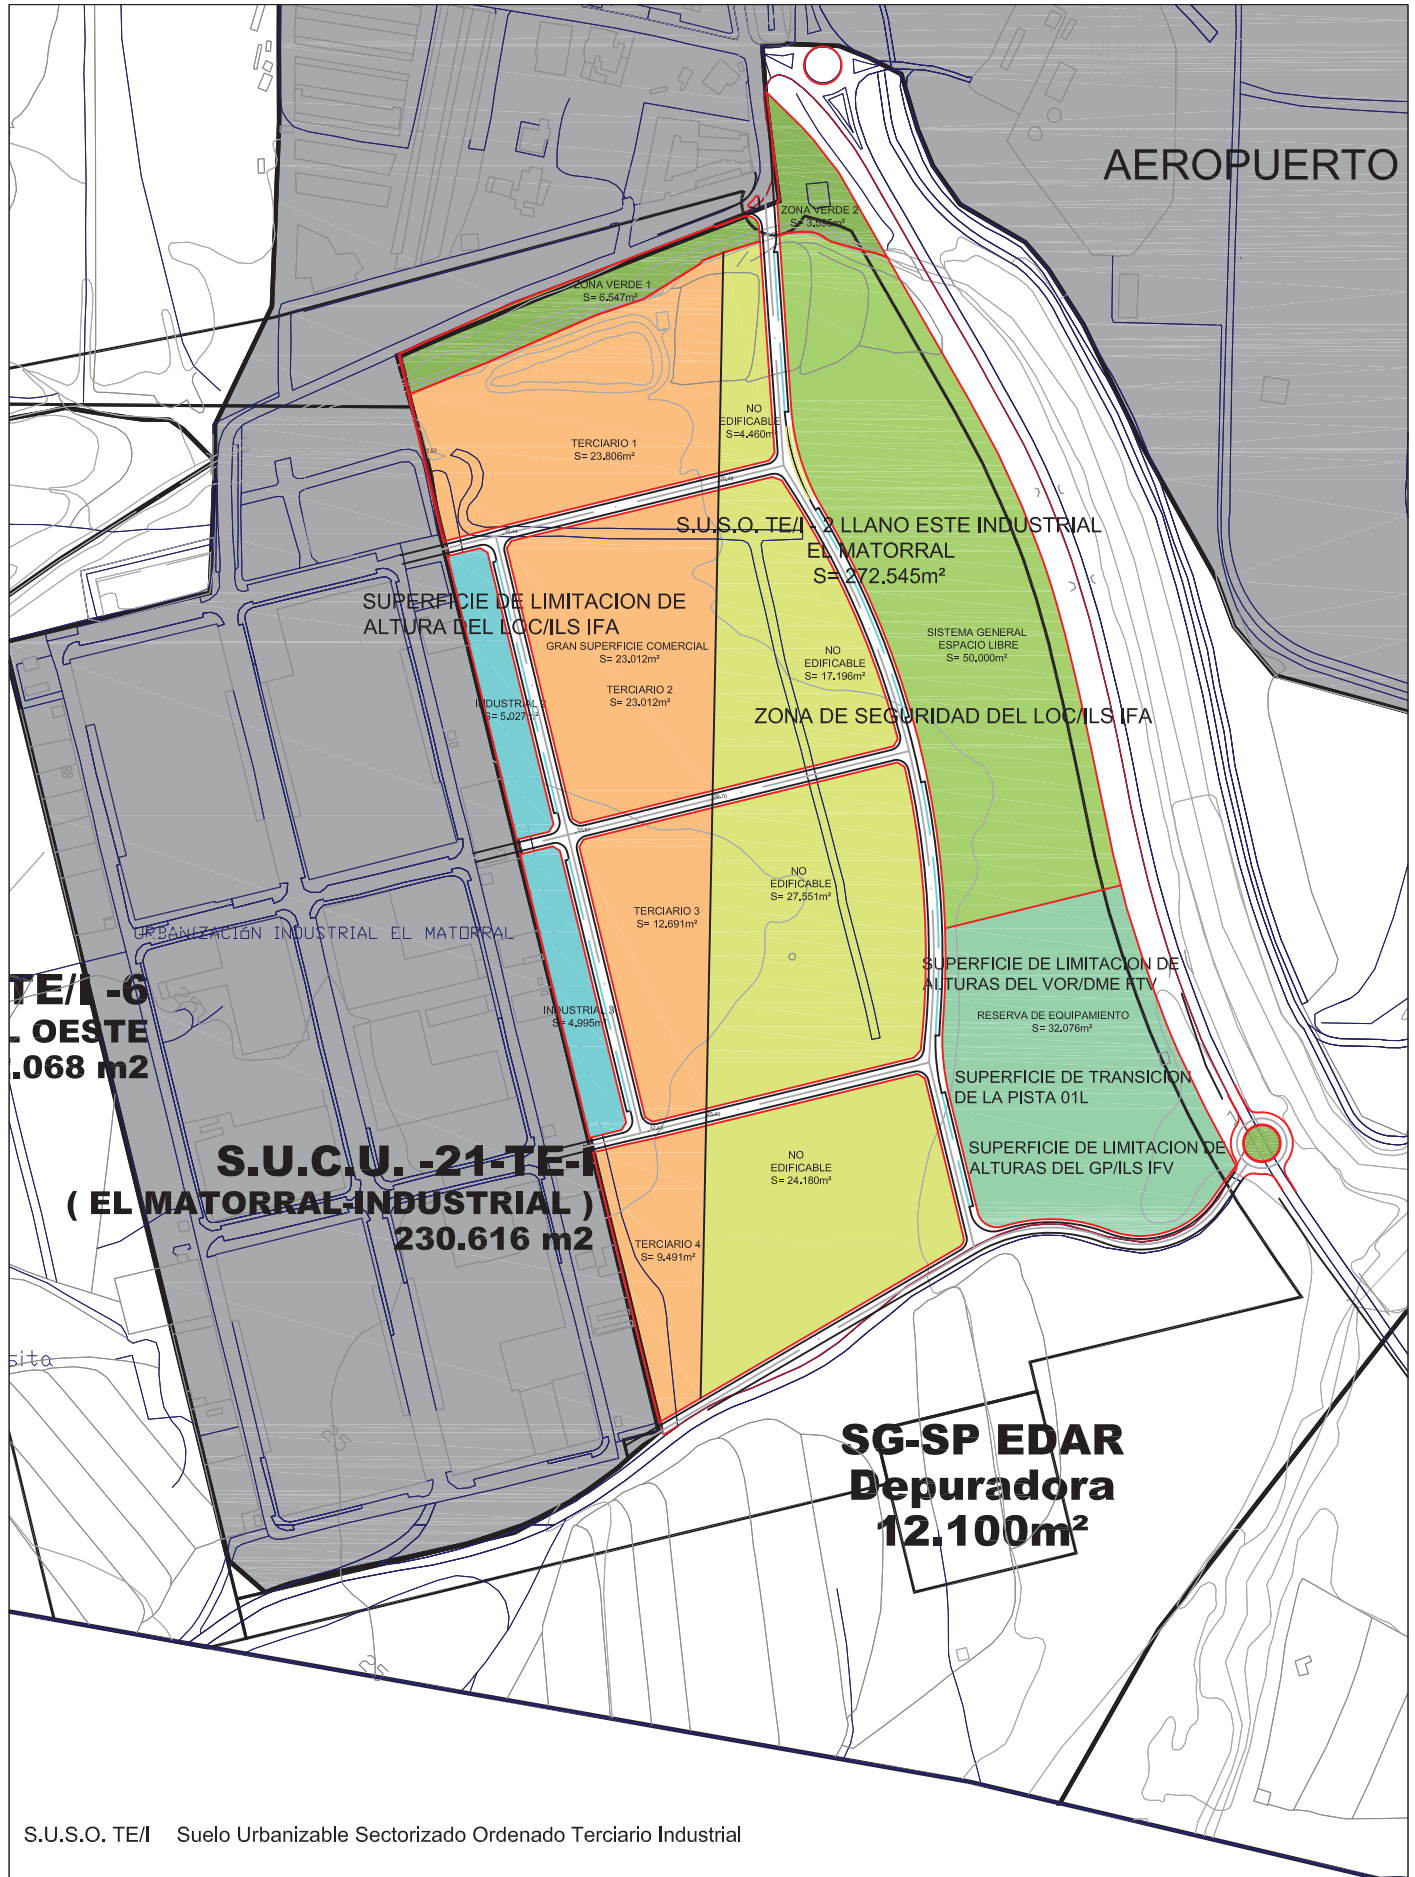 AEROPUERTO
ZONA VERDE 2
ZONA VERDE 1
S= 6.547m²
NO
EDIFICABLE
S=4.460m²
TERCIARIO 1
S= 23.806m²
S.U.S.O. TE/I - 2 LLANO ESTE INDUSTRIAL
EL MATORRAL
S= 272.545m²
SUPERFICIE DE LIMITACION DE
ALTURA DEL LOC/ILS IFA
GRAN SUPERFICIE COMERCIAL
S= 23.012m²
TERCIARIO 2
S= 23.012m²
SISTEMA GENERAL
ESPACIO LIBRE
S= 50.000m²
NO
EDIFICABLE
S= 17.196m²
INDUSTRIAL 2
S= 5.027m²
ZONA DE SEGURIDAD DEL LOC/ILS IFA
NO
EDIFICABLE
S= 27.551m²
TERCIARIO 3
S= 12.691m²
URBANIZACIÓN INDUSTRIAL EL MATORRAL
SUPERFICIE DE LIMITACION DE
ALTURAS DEL VOR/DME FTV
TE/I -6
L OESTE
.068 m2
INDUSTRIAL 3
S= 4.995m²
RESERVA DE EQUIPAMIENTO
S= 32.076m²
SUPERFICIE DE TRANSICION
DE LA PISTA 01L
SUPERFICIE DE LIMITACION DE
ALTURAS DEL GP/ILS IFV
S.U.C.U. -21-TE-I
( EL MATORRAL-INDUSTRIAL )
230.616 m2
NO
EDIFICABLE
S= 24.180m²
TERCIARIO 4
S= 9.491m²
sita
25
SG-SP EDAR
Depuradora
12.100m²
25
S.U.S.O. TE/I Suelo Urbanizable Sectorizado Ordenado Terciario Industrial